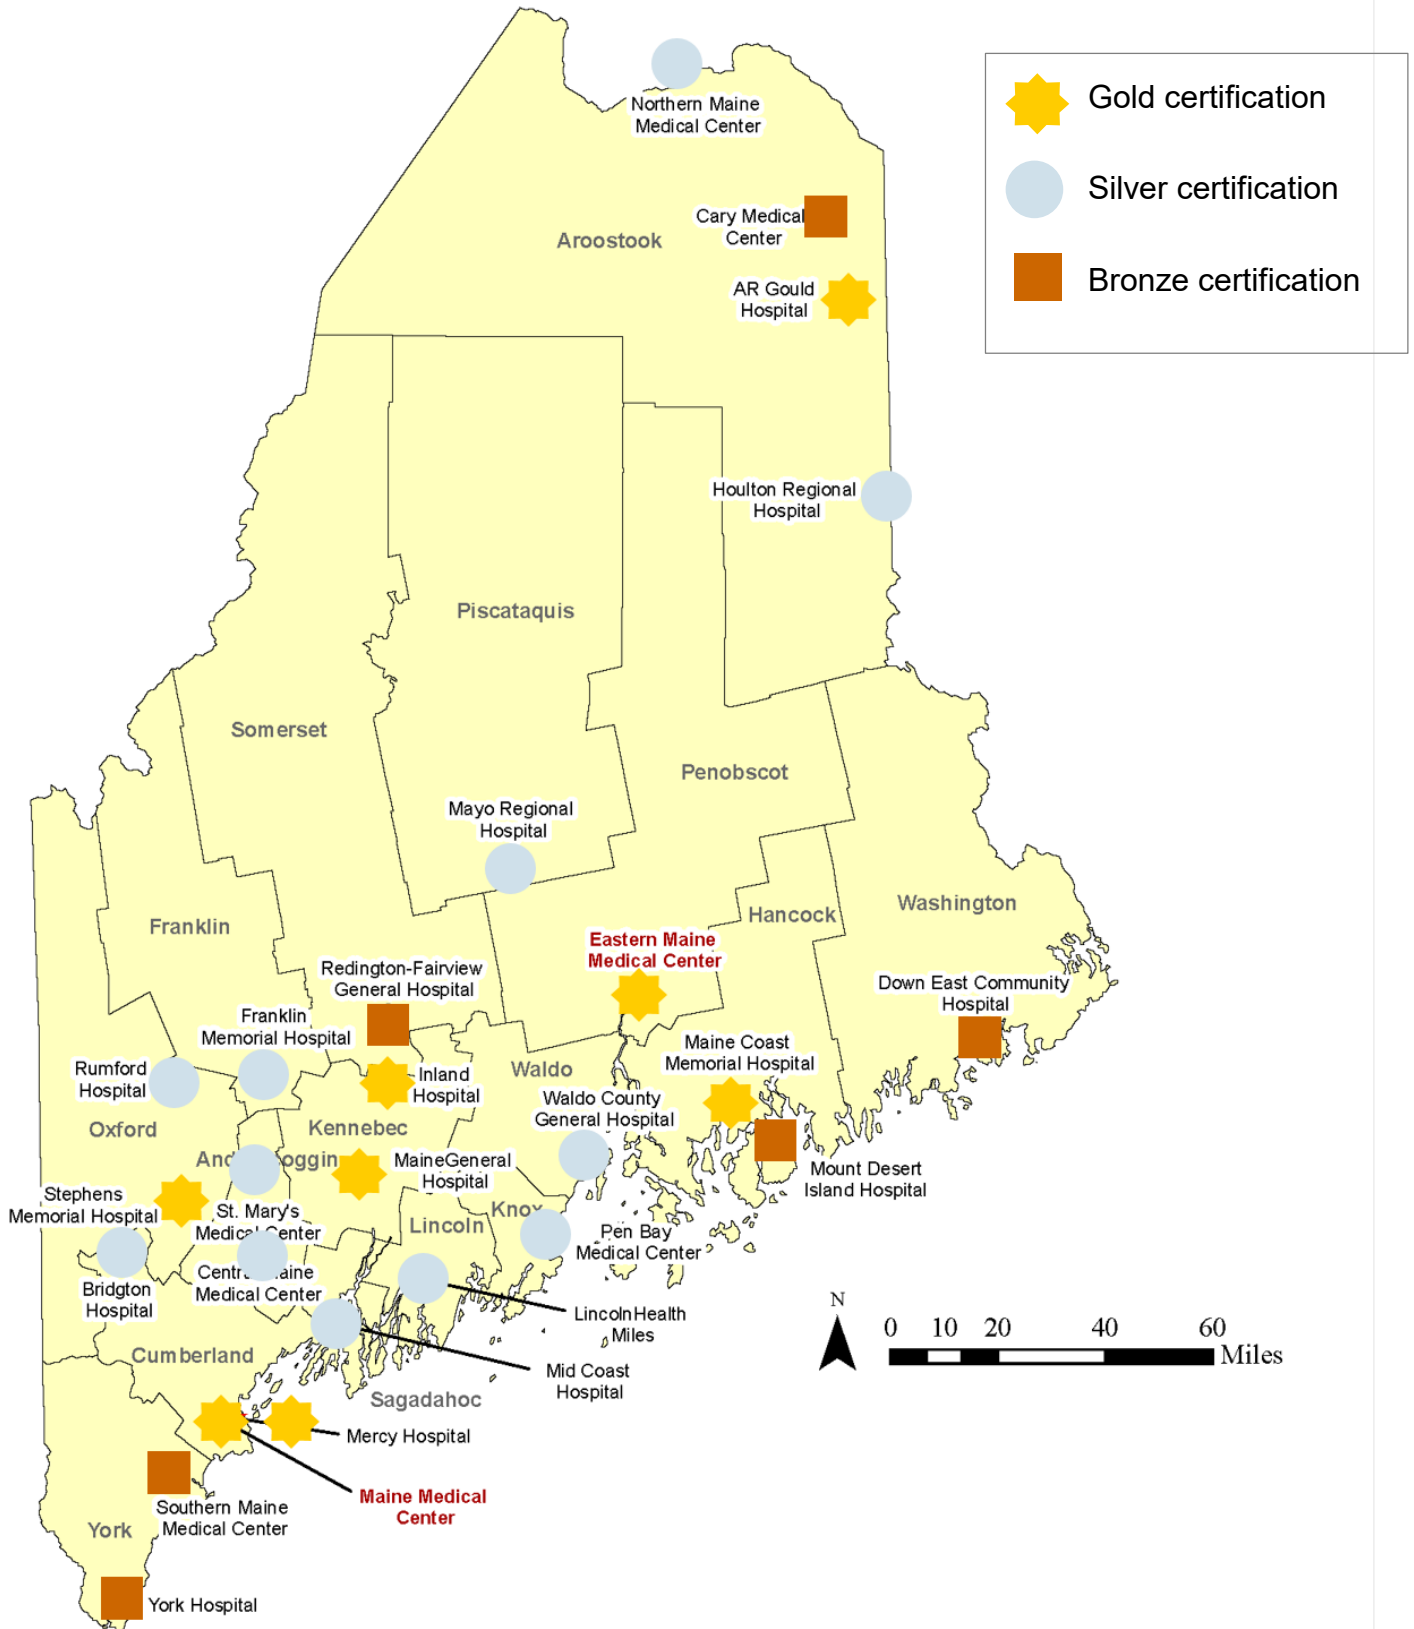 Gold certification
Silver certification
Bronze certification
Northern Maine
Medical Center
Cary Medical
Center
Aroostook
AR Gould
Hospital
Houlton Regional
Hospital
Piscataquis
Somerset
Penobscot
Mayo Regional
Hospital
Franklin
Hancock
Washington
Eastern Maine
Medical Center
Redington-Fairview
General Hospital
Down East Community
Hospital
Franklin
Memorial Hospital
Maine Coast
Memorial Hospital
Rumford
Hospital
Inland
Hospital
Waldo
Waldo County
General Hospital
Oxford
Kennebec
MaineGeneral
Hospital
Mount Desert
Island Hospital
Stephens
Memorial Hospital
St. Mary's
Medical Center
Knox
Lincoln
Pen Bay
Medical Center
Central Maine
Medical Center
Bridgton
Hospital
LincolnHealth
Miles
N
0 10 20 40 60
Miles
Cumberland
Mid Coast
Hospital
Sagadahoc
Mercy Hospital
Maine Medical
Center
Southern Maine
Medical Center
York
York Hospital